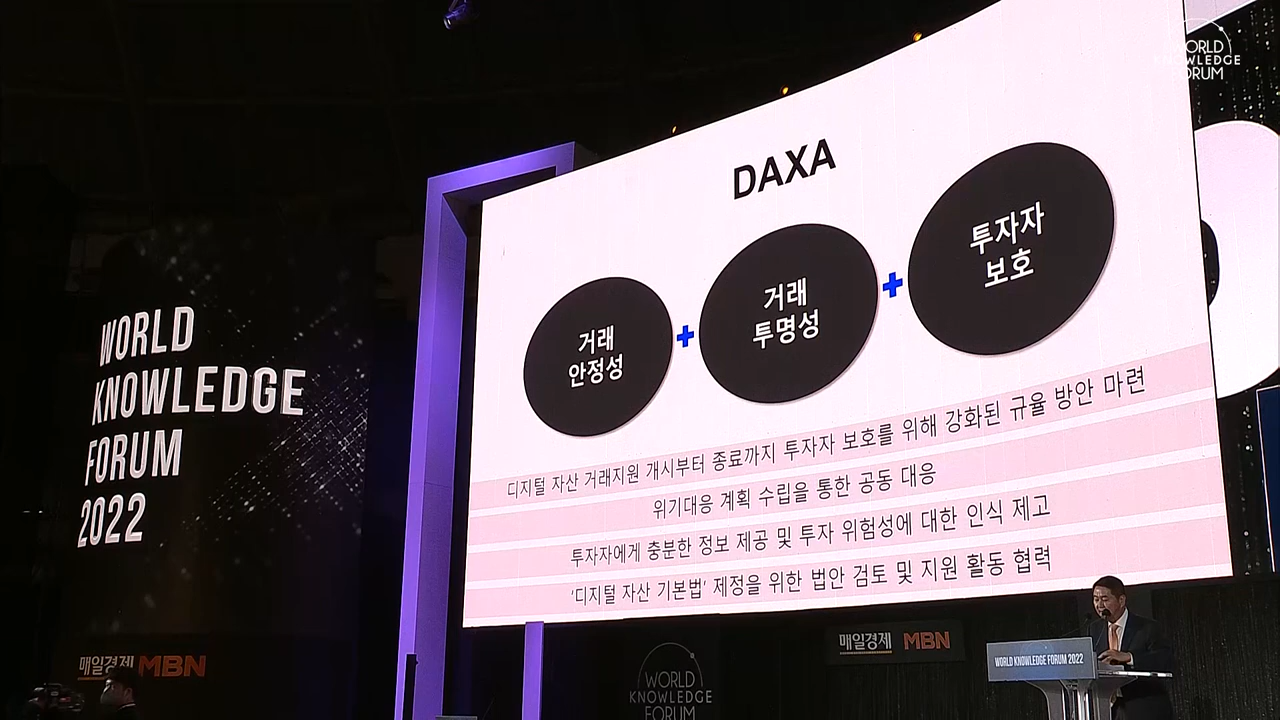 WORLD
KNOWLEDGE
FORUM
WORLD
KNOWLEDGE
FORUM
2022
매일경제 MBN
DAXA
거래
안정성
+
거래
투명성
+
투자자
보호
디지털 자산 거래지원 개시부터 종료까지 투자자 보호를 위해 강화된 규율 방안 마련
위기대응 계획 수립을 통한 공동 대응
투자자에게 충분한 정보 제공 및 투자 위험성에 대한 인식 제고
'디지털 자산 기본법' 제정을 위한 법안 검토 및 지원 활동 협력
매일경제 MBN
WORLD KNOWLEDGE FORUM 2022
WORLD
KNOWLEDGE
FORUM